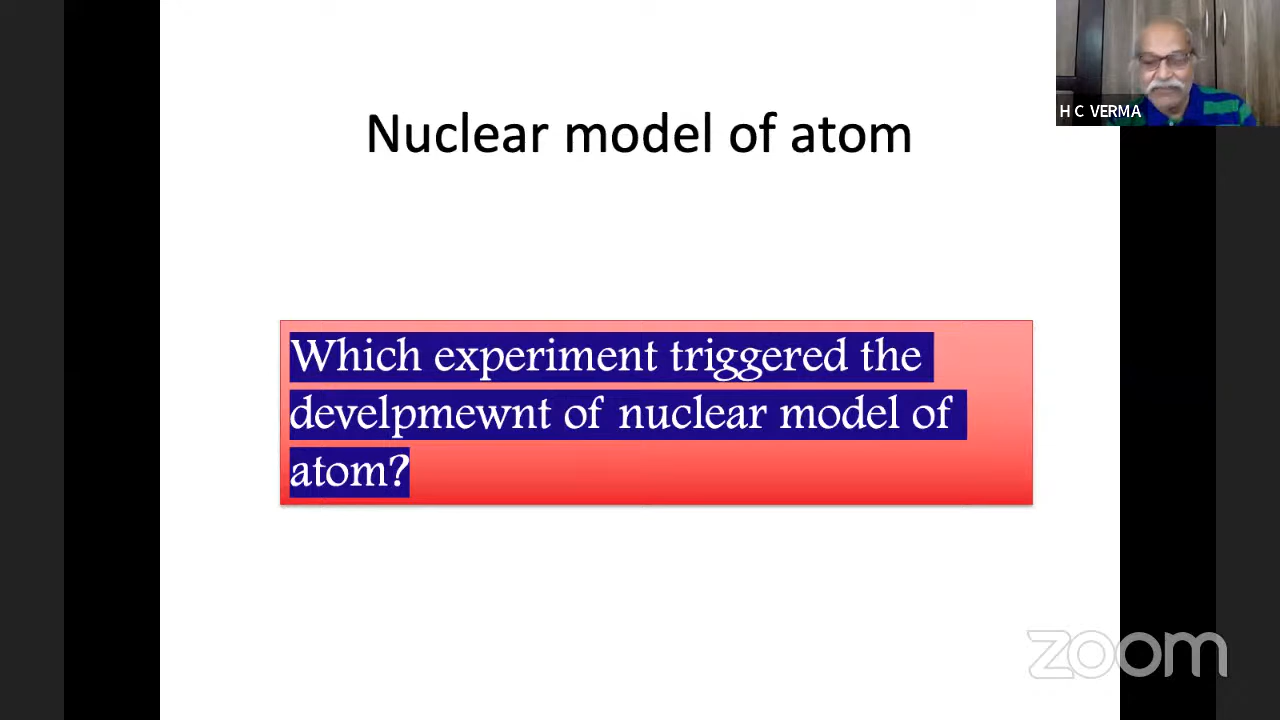 H C VERMA
Nuclear model of atom
Which experiment triggered the
develpmewnt of nuclear model of
atom?
zoom